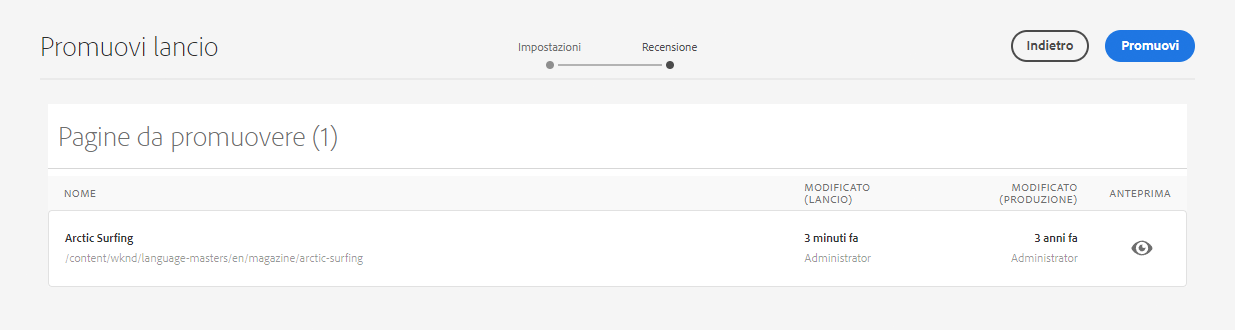 Promuovi lancio
Impostazioni
Recensione
Indietro
Promuovi
Pagine da promuovere (1)
NOME
MODIFICATO
(LANCIO)
MODIFICATO
(PRODUZIONE)
ANTEPRIMA
Arctic Surfing
3 minuti fa
3 anni fa
/content/wknd/language-masters/en/magazine/arctic-surfing
Administrator
Administrator